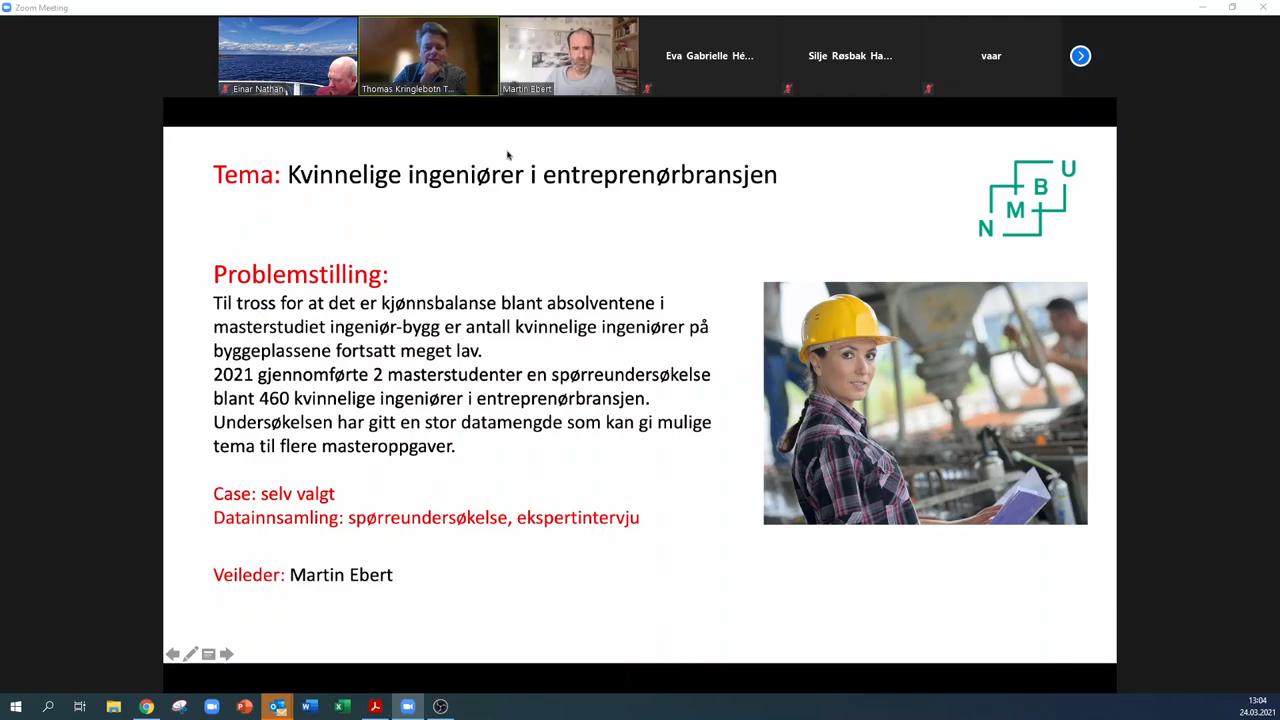 Zoom Meeting
Einar Nathan
Thomas Kringlebotn T...
Martin Ebert
Eva Gabrielle Hé...
Silje Røsbak Ha...
vaar
Tema: Kvinnelige ingeniører i entreprenørbransjen
N M B U
Problemstilling:
Til tross for at det er kjønnsbalanse blant absolventene i
masterstudiet ingeniør-bygg er antall kvinnelige ingeniører på
byggeplassene fortsatt meget lav.
2021 gjennomførte 2 masterstudenter en spørreundersøkelse
blant 460 kvinnelige ingeniører i entreprenørbransjen.
Undersøkelsen har gitt en stor datamengde som kan gi mulige
tema til flere masteroppgaver.
Case: selv valgt
Datainnsamling: spørreundersøkelse, ekspertintervju
Veileder: Martin Ebert
13:04
24.03.2021